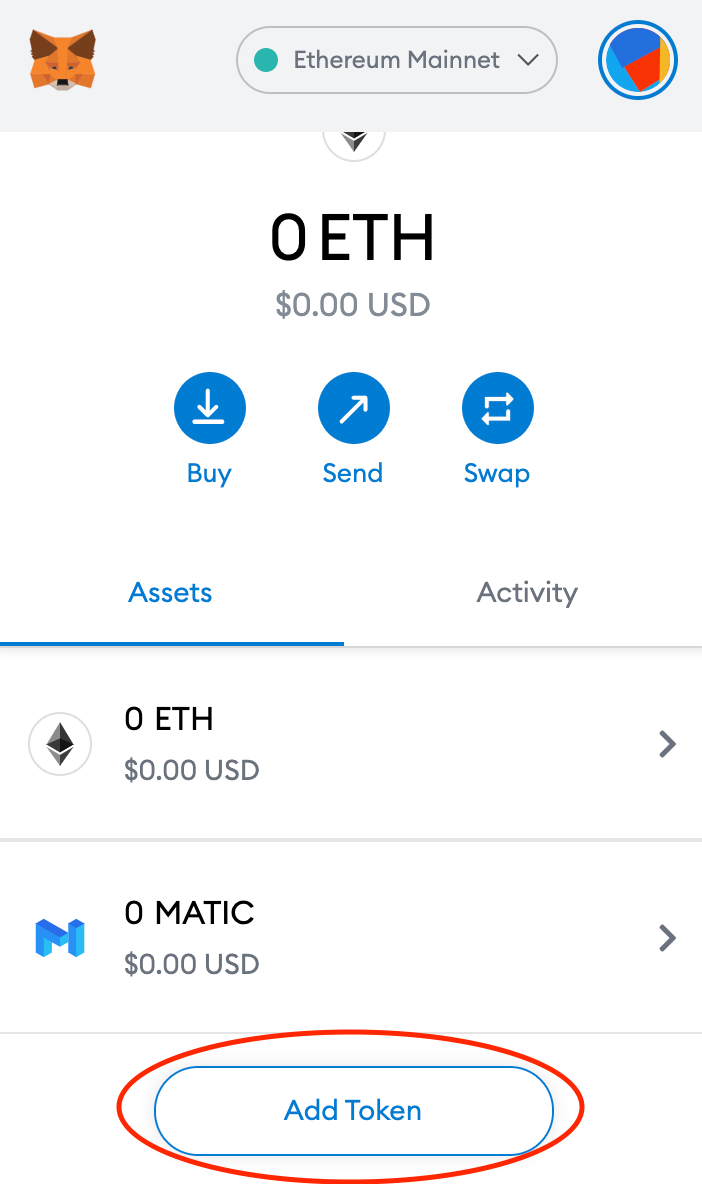 Ethereum Mainnet
0 ETH
$0.00 USD
Buy Send Swap
Assets Activity
0 ETH
$0.00 USD
0 MATIC
$0.00 USD
Add Token